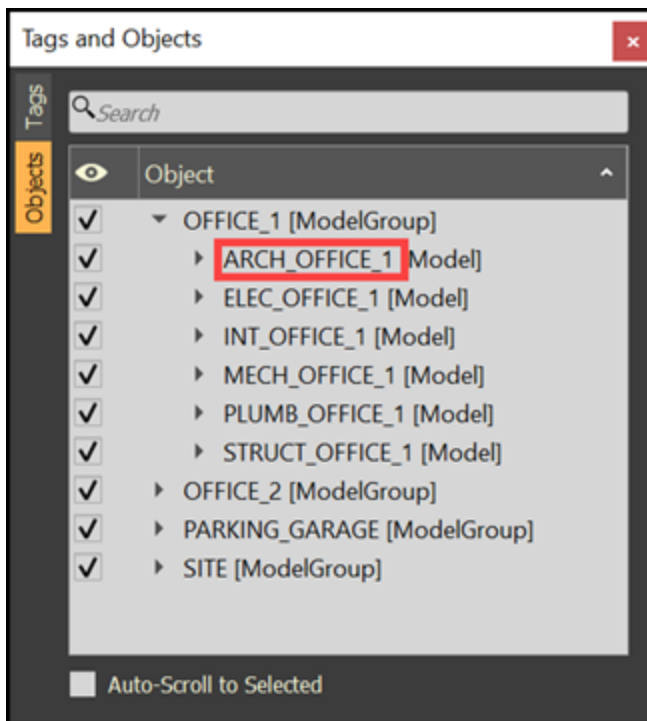 Tags and Objects
Tags
Search
Objects
Object
OFFICE_1 [ModelGroup]
ARCH_OFFICE_1 [Model]
ELEC_OFFICE_1 [Model]
INT_OFFICE_1 [Model]
MECH_OFFICE_1 [Model]
PLUMB_OFFICE_1 [Model]
STRUCT_OFFICE_1 [Model]
OFFICE_2 [ModelGroup]
PARKING_GARAGE [ModelGroup]
SITE [ModelGroup]
Auto-Scroll to Selected